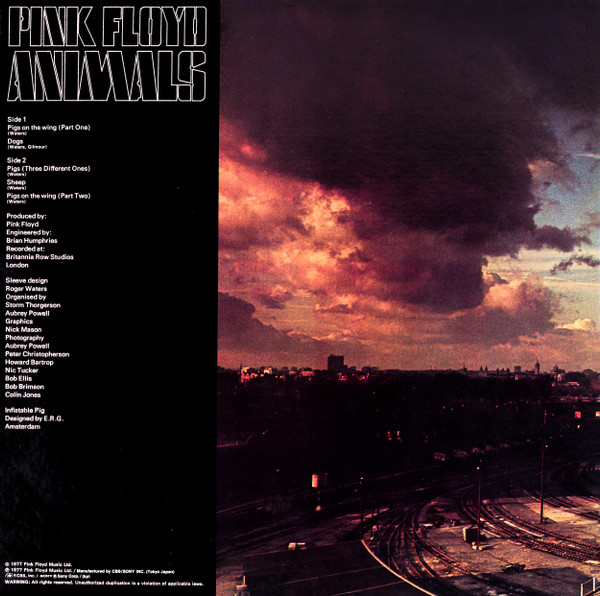 PINK FLOYD
ANIMALS
Side 1
Pigs on the wing (Part One)
(Waters)
Dogs
(Waters, Gilmour)
Side 2
Pigs (Three Different Ones)
(Waters)
Sheep
(Waters)
Pigs on the wing (Part Two)
(Waters)
Produced by:
Pink Floyd
Engineered by:
Brian Humphries
Recorded at:
Britannia Row Studios
London
Sleeve design
Roger Waters
Organised by
Storm Thorgerson
Aubrey Powell
Graphics
Nick Mason
Photography
Aubrey Powell
Peter Christopherson
Howard Bartrop
Nic Tucker
Bob Ellis
Bob Brimson
Colin Jones
Inflatable Pig
Designed by E.R.G.
Amsterdam
© 1977 Pink Floyd Music Ltd.
℗ 1977 Pink Floyd Music Ltd. / Manufactured by CBS/SONY INC. (Tokyo Japan)
CBS, Inc. / Sony Corp. /
WARNING: All rights reserved. Unauthorized duplication is a violation of applicable laws.